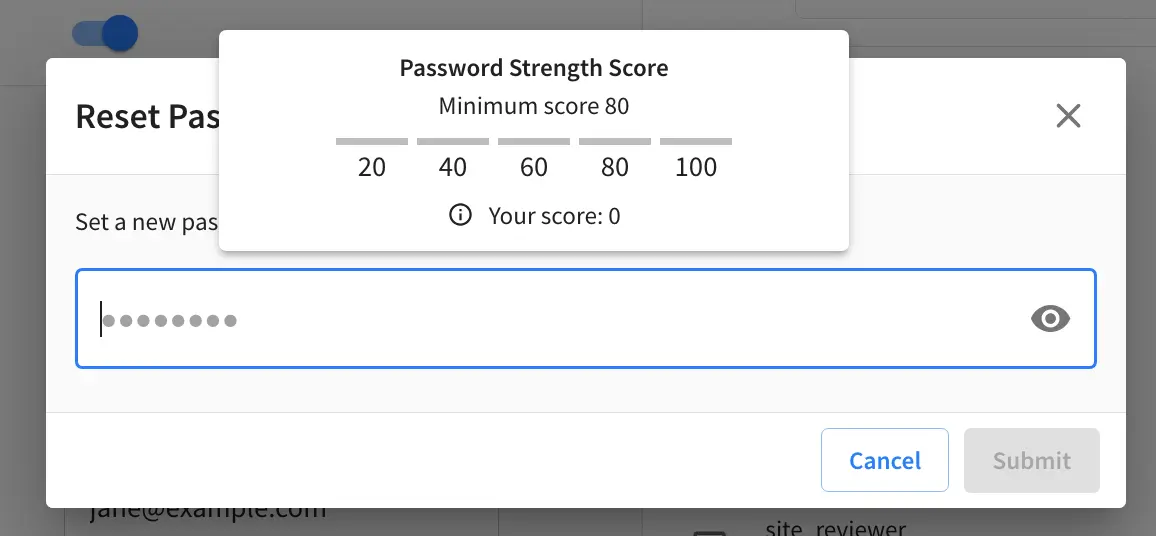 Password Strength Score
Minimum score 80
20 40 60 80 100
Your score: 0
Reset Pas
Set a new pas
Cancel
Submit
jane@example.com
site_reviewer